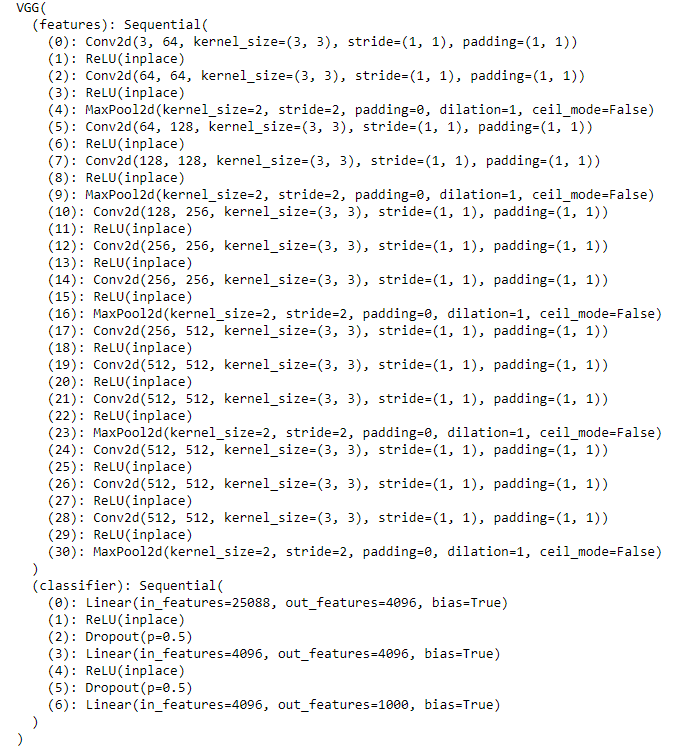 VGG(
  (features): Sequential(
    (0): Conv2d(3, 64, kernel_size=(3, 3), stride=(1, 1), padding=(1, 1))
    (1): ReLU(inplace)
    (2): Conv2d(64, 64, kernel_size=(3, 3), stride=(1, 1), padding=(1, 1))
    (3): ReLU(inplace)
    (4): MaxPool2d(kernel_size=2, stride=2, padding=0, dilation=1, ceil_mode=False)
    (5): Conv2d(64, 128, kernel_size=(3, 3), stride=(1, 1), padding=(1, 1))
    (6): ReLU(inplace)
    (7): Conv2d(128, 128, kernel_size=(3, 3), stride=(1, 1), padding=(1, 1))
    (8): ReLU(inplace)
    (9): MaxPool2d(kernel_size=2, stride=2, padding=0, dilation=1, ceil_mode=False)
    (10): Conv2d(128, 256, kernel_size=(3, 3), stride=(1, 1), padding=(1, 1))
    (11): ReLU(inplace)
    (12): Conv2d(256, 256, kernel_size=(3, 3), stride=(1, 1), padding=(1, 1))
    (13): ReLU(inplace)
    (14): Conv2d(256, 256, kernel_size=(3, 3), stride=(1, 1), padding=(1, 1))
    (15): ReLU(inplace)
    (16): MaxPool2d(kernel_size=2, stride=2, padding=0, dilation=1, ceil_mode=False)
    (17): Conv2d(256, 512, kernel_size=(3, 3), stride=(1, 1), padding=(1, 1))
    (18): ReLU(inplace)
    (19): Conv2d(512, 512, kernel_size=(3, 3), stride=(1, 1), padding=(1, 1))
    (20): ReLU(inplace)
    (21): Conv2d(512, 512, kernel_size=(3, 3), stride=(1, 1), padding=(1, 1))
    (22): ReLU(inplace)
    (23): MaxPool2d(kernel_size=2, stride=2, padding=0, dilation=1, ceil_mode=False)
    (24): Conv2d(512, 512, kernel_size=(3, 3), stride=(1, 1), padding=(1, 1))
    (25): ReLU(inplace)
    (26): Conv2d(512, 512, kernel_size=(3, 3), stride=(1, 1), padding=(1, 1))
    (27): ReLU(inplace)
    (28): Conv2d(512, 512, kernel_size=(3, 3), stride=(1, 1), padding=(1, 1))
    (29): ReLU(inplace)
    (30): MaxPool2d(kernel_size=2, stride=2, padding=0, dilation=1, ceil_mode=False)
  )
  (classifier): Sequential(
    (0): Linear(in_features=25088, out_features=4096, bias=True)
    (1): ReLU(inplace)
    (2): Dropout(p=0.5)
    (3): Linear(in_features=4096, out_features=4096, bias=True)
    (4): ReLU(inplace)
    (5): Dropout(p=0.5)
    (6): Linear(in_features=4096, out_features=1000, bias=True)
  )
)